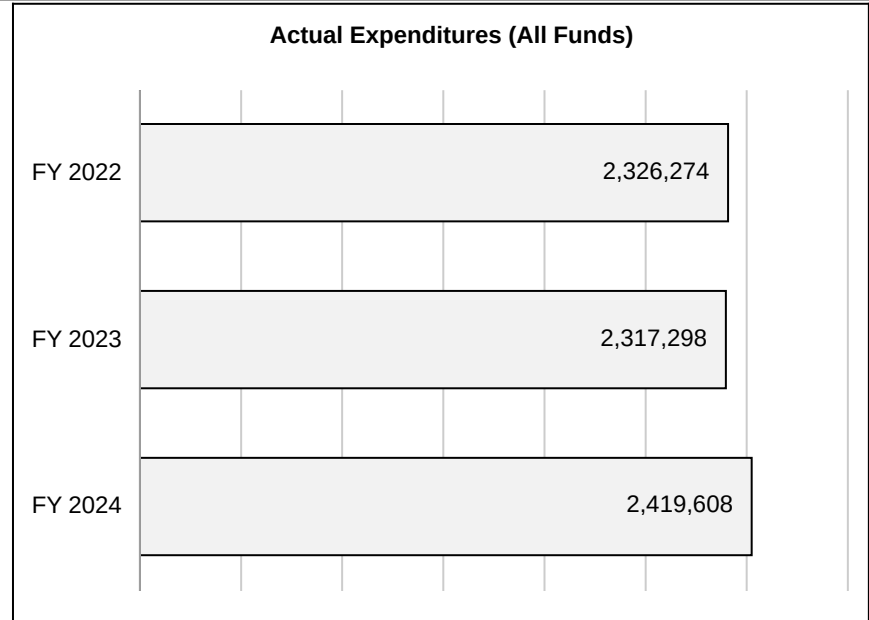 Actual Expenditures (All Funds)
FY 2022 2,326,274
FY 2023 2,317,298
FY 2024 2,419,608